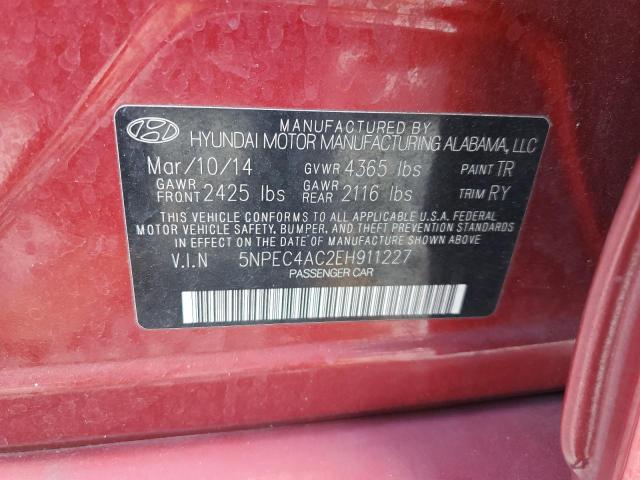 MANUFACTURED BY
HYUNDAI MOTOR MANUFACTURING ALABAMA, LLC
Mar/10/14 GVWR 4365 lbs PAINT TR
GAWR FRONT 2425 lbs GAWR REAR 2116 lbs TRIM RY
THIS VEHICLE CONFORMS TO ALL APPLICABLE U.S.A. FEDERAL
MOTOR VEHICLE SAFETY, BUMPER, AND THEFT PREVENTION
STANDARDS IN EFFECT ON THE DATE OF MANUFACTURE SHOWN ABOVE.
V.I.N 5NPEC4AC2EH911227
PASSENGER CAR